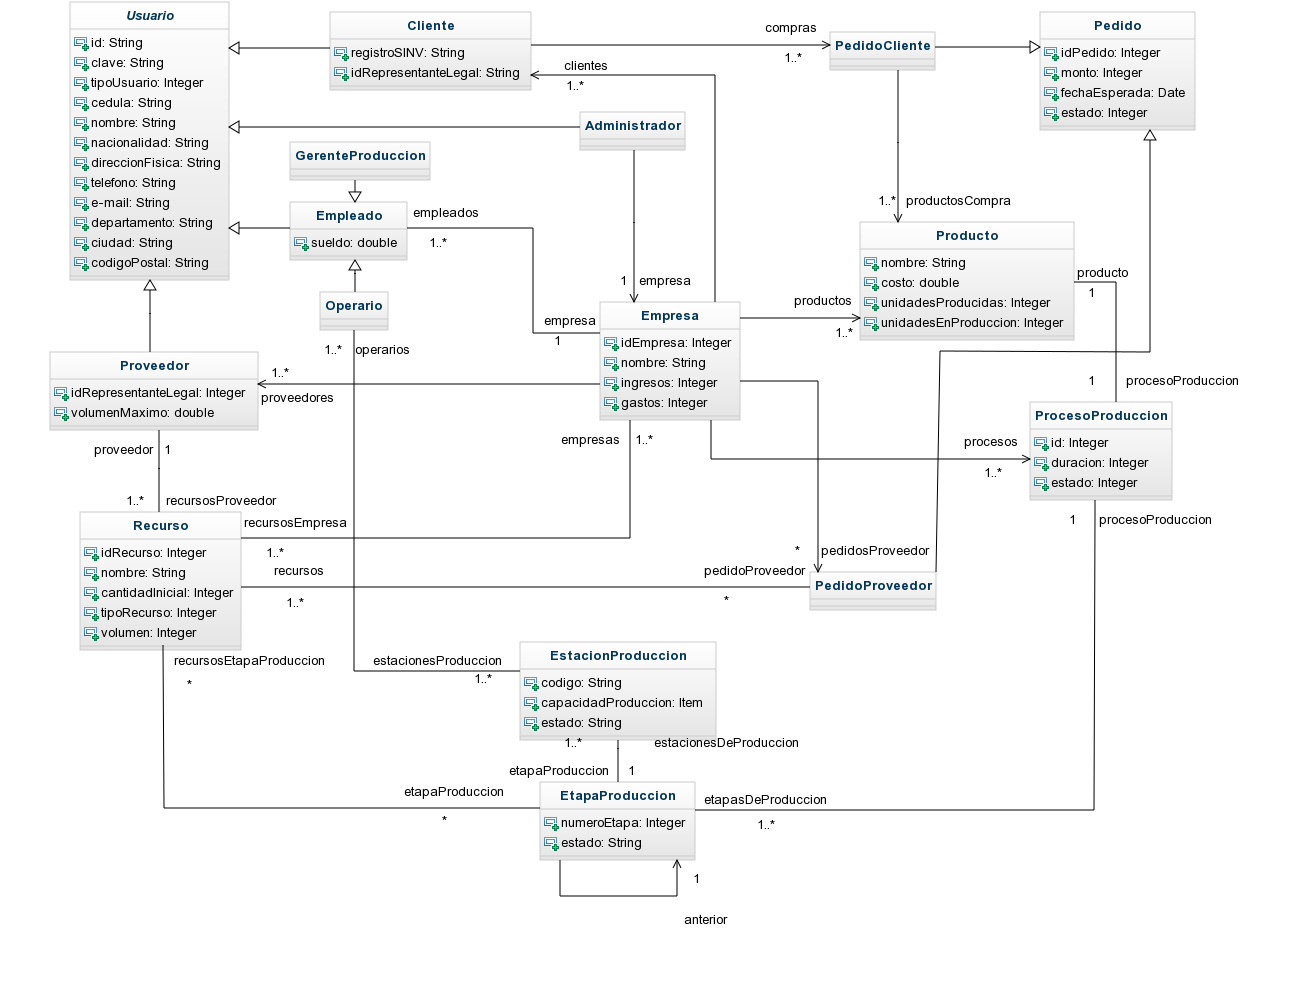 Usuario
id: String
clave: String
tipoUsuario: Integer
cedula: String
nombre: String
nacionalidad: String
direccionFisica: String
telefono: String
e-mail: String
departamento: String
ciudad: String
codigoPostal: String
Cliente
registroSINV: String
idRepresentanteLegal: String
compras
1..*
PedidoCliente
Pedido
idPedido: Integer
monto: Integer
fechaEsperada: Date
estado: Integer
clientes
1..*
Administrador
GerenteProduccion
Empleado
sueldo: double
empleados
1..*
Operario
1..* operarios
1 empresa
empresa
1
1..* productosCompra
Producto
nombre: String
costo: double
unidadesProducidas: Integer
unidadesEnProduccion: Integer
producto
1
productos
1..*
Empresa
idEmpresa: Integer
nombre: String
ingresos: Integer
gastos: Integer
Proveedor
idRepresentanteLegal: Integer
volumenMaximo: double
1..*
proveedores
1 procesoProduccion
ProcesoProduccion
id: Integer
duracion: Integer
estado: Integer
procesos
1..*
empresas 1..*
proveedor 1
1..* recursosProveedor
Recurso
idRecurso: Integer
nombre: String
cantidadInicial: Integer
tipoRecurso: Integer
volumen: Integer
recursosEmpresa
1..*
recursos
1..*
1 procesoProduccion
* pedidosProveedor
pedidoProveedor
*
PedidoProveedor
recursosEtapaProduccion
*
estacionesProduccion
1..*
EstacionProduccion
codigo: String
capacidadProduccion: Item
estado: String
1..* estacionesDeProduccion
etapaProduccion 1
etapaProduccion
*
EtapaProduccion
numeroEtapa: Integer
estado: String
etapasDeProduccion
1..*
1
anterior